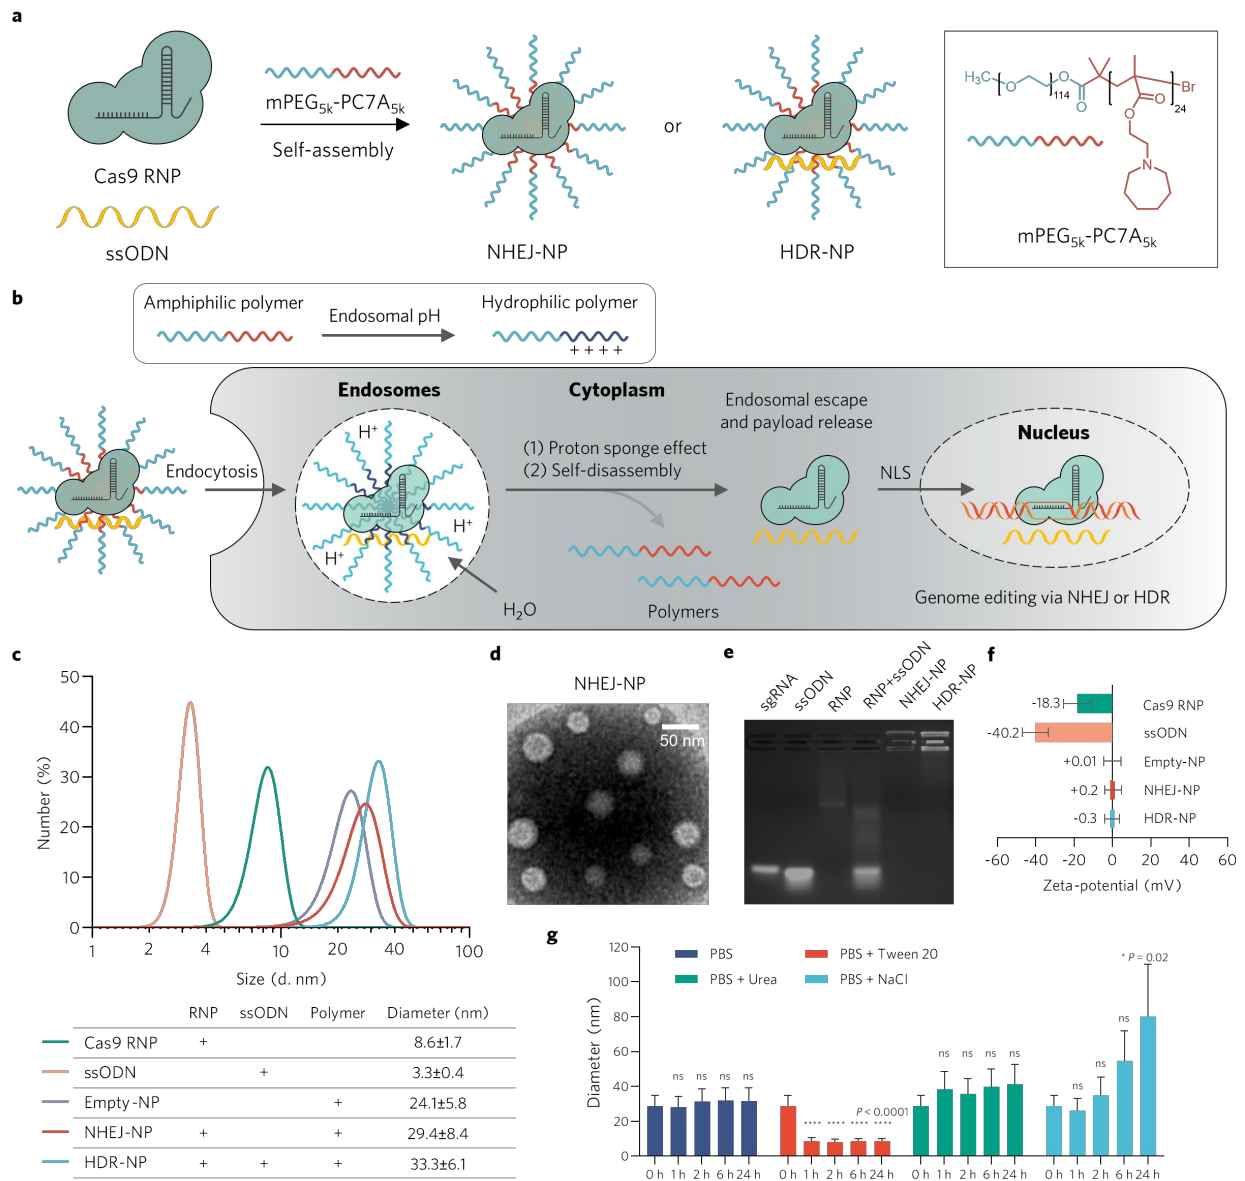 a
Cas9 RNP
ssODN
mPEG5k-PC7A5k
Self-assembly
NHEJ-NP
or
HDR-NP
H3C
O
114
O
O
24
Br
O
O
N
mPEG5k-PC7A5k
b
Amphiphilic polymer
Endosomal pH
Hydrophilic polymer
+ + + +
Endocytosis
Endosomes
H+
H+
H+
H2O
Cytoplasm
(1) Proton sponge effect
(2) Self-disassembly
Polymers
Endosomal escape
and payload release
NLS
Nucleus
Genome editing via NHEJ or HDR
c
Number (%)
50
40
30
20
10
0
1 2 4 10 20 40 100
Size (d. nm)
RNP ssODN Polymer Diameter (nm)
Cas9 RNP + 8.6±1.7
ssODN + 3.3±0.4
Empty-NP + 24.1±5.8
NHEJ-NP + + 29.4±8.4
HDR-NP + + + 33.3±6.1
d
NHEJ-NP
50 nm
e
sgRNA
ssODN
RNP
RNP+ssODN
NHEJ-NP
HDR-NP
f
-18.3 Cas9 RNP
-40.2 ssODN
+0.01 Empty-NP
+0.2 NHEJ-NP
-0.3 HDR-NP
-60 -40 -20 0 20 40 60
Zeta-potential (mV)
g
Diameter (nm)
120
100
80
60
40
20
0
PBS
PBS + Tween 20
PBS + Urea
PBS + NaCl
ns ns ns ns
P < 0.0001
**** **** **** ****
ns ns ns ns
* P = 0.02
ns ns ns
0 h 1 h 2 h 6 h 24 h 0 h 1 h 2 h 6 h 24 h 0 h 1 h 2 h 6 h 24 h 0 h 1 h 2 h 6 h 24 h